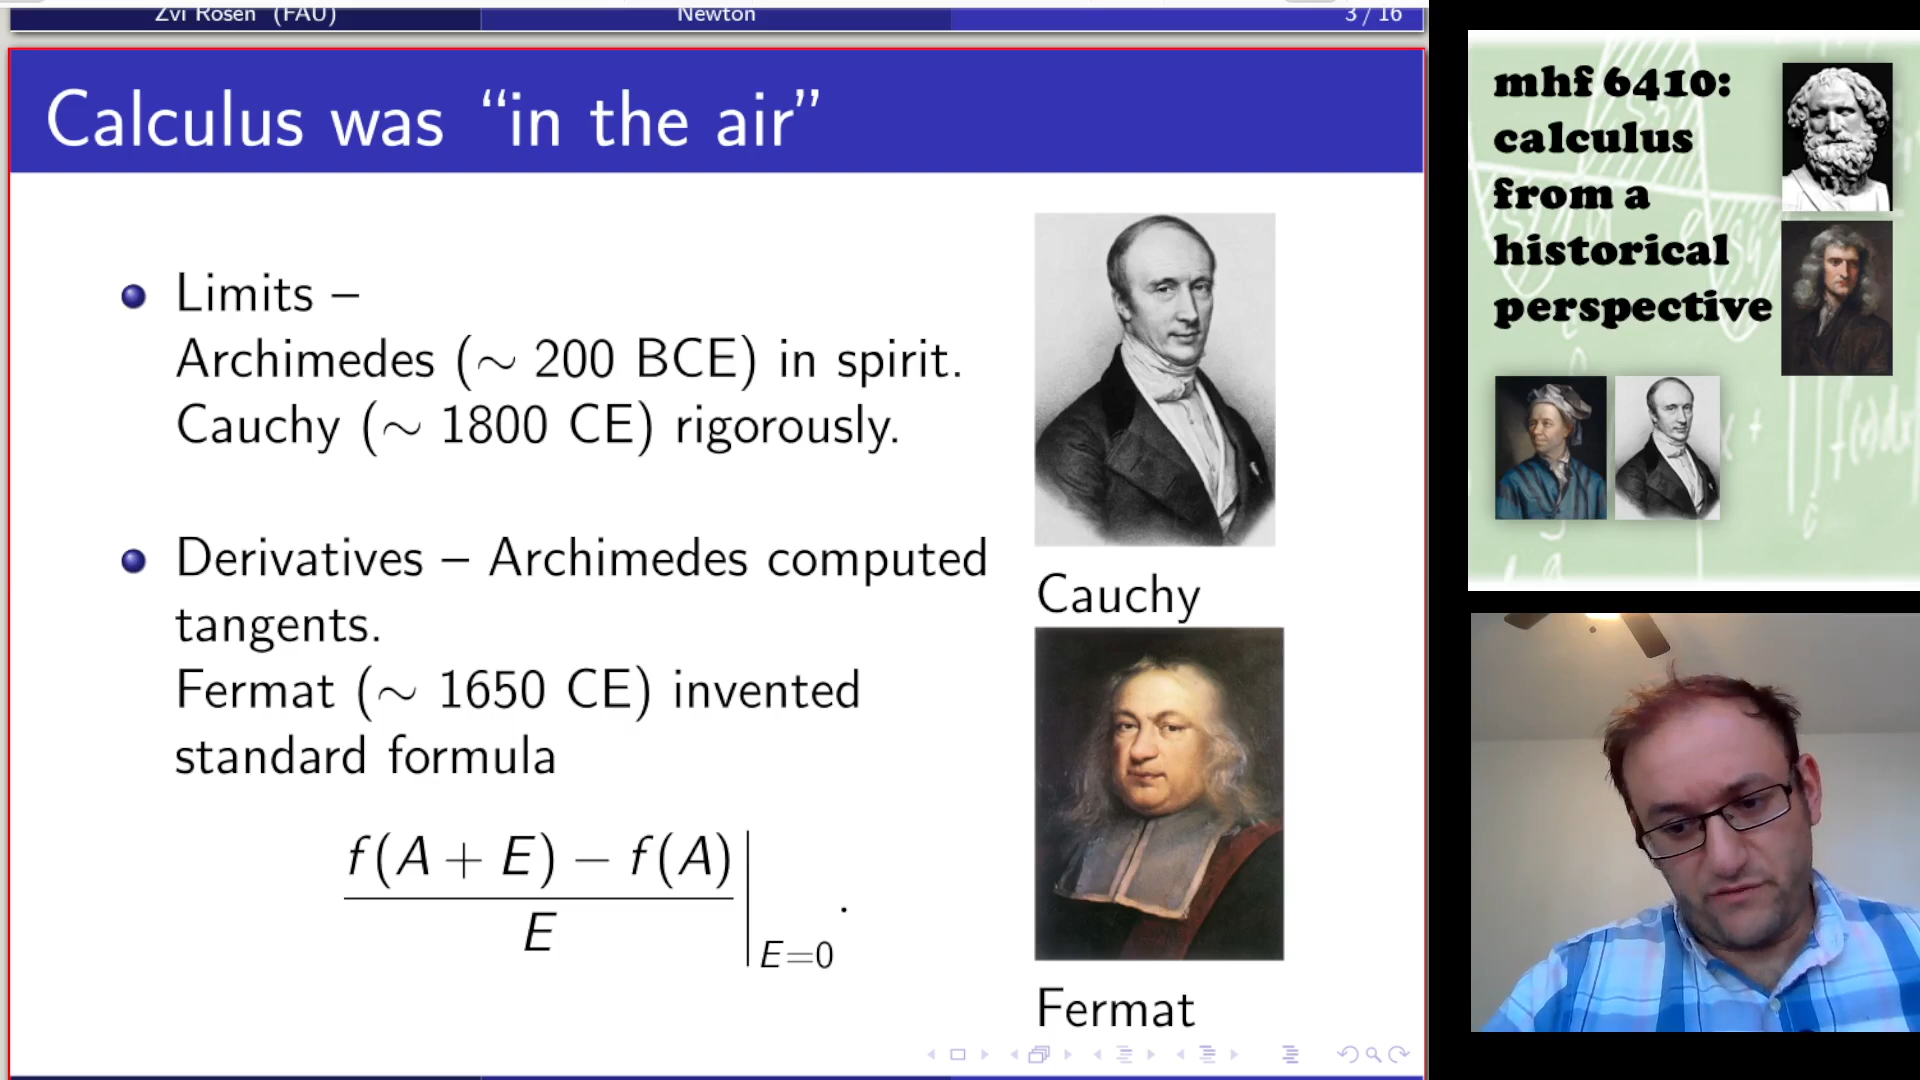 Zvi Rosen (FAU) Newton 3 / 16
Calculus was “in the air”
Limits –
Archimedes (∼ 200 BCE) in spirit.
Cauchy (∼ 1800 CE) rigorously.
Derivatives – Archimedes computed
tangents.
Fermat (∼ 1650 CE) invented
standard formula
f(A + E) − f(A)
E
E=0
.
Cauchy
Fermat
mhf 6410:
calculus
from a
historical
perspective